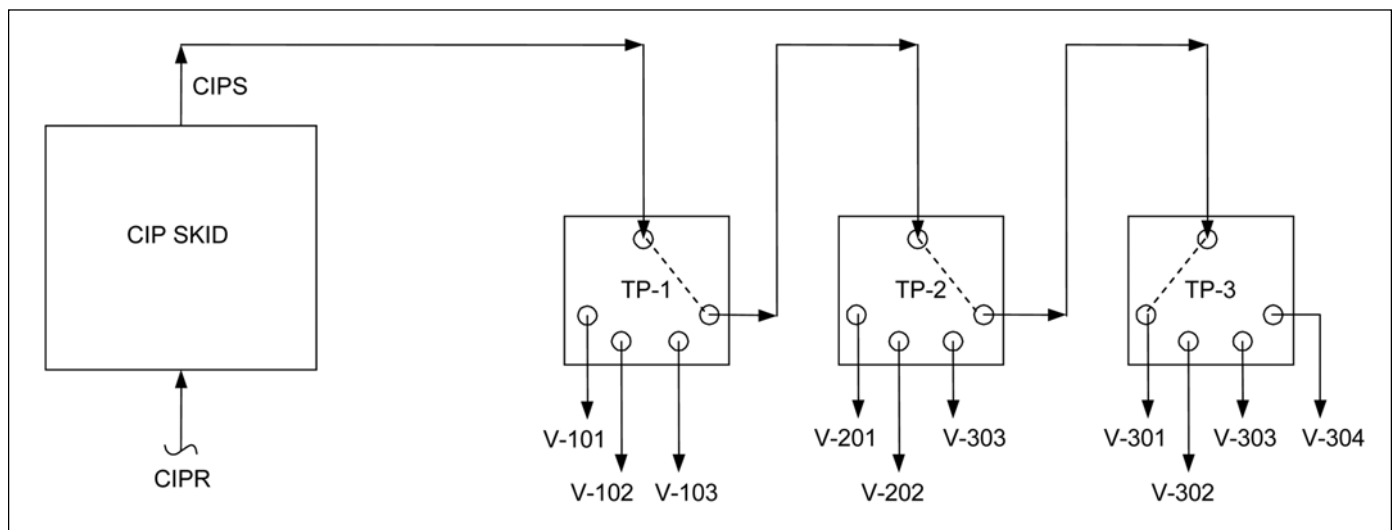 CIPS
CIP SKID
CIPR
TP-1
TP-2
TP-3
V-101
V-102
V-103
V-201
V-202
V-303
V-301
V-302
V-303
V-304